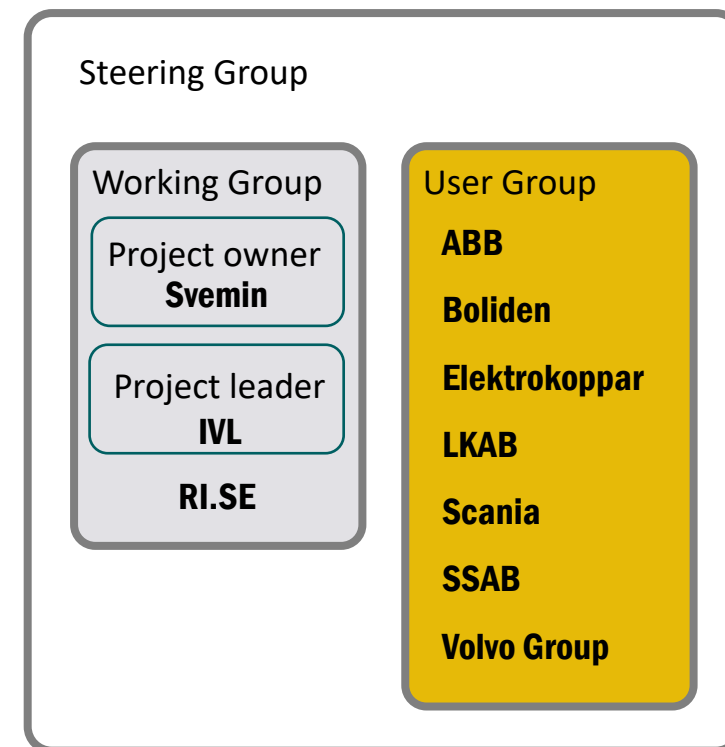 Steering Group
Working Group
Project owner
Svemin
Project leader
IVL
RI.SE
User Group
ABB
Boliden
Elektrokoppar
LKAB
Scania
SSAB
Volvo Group